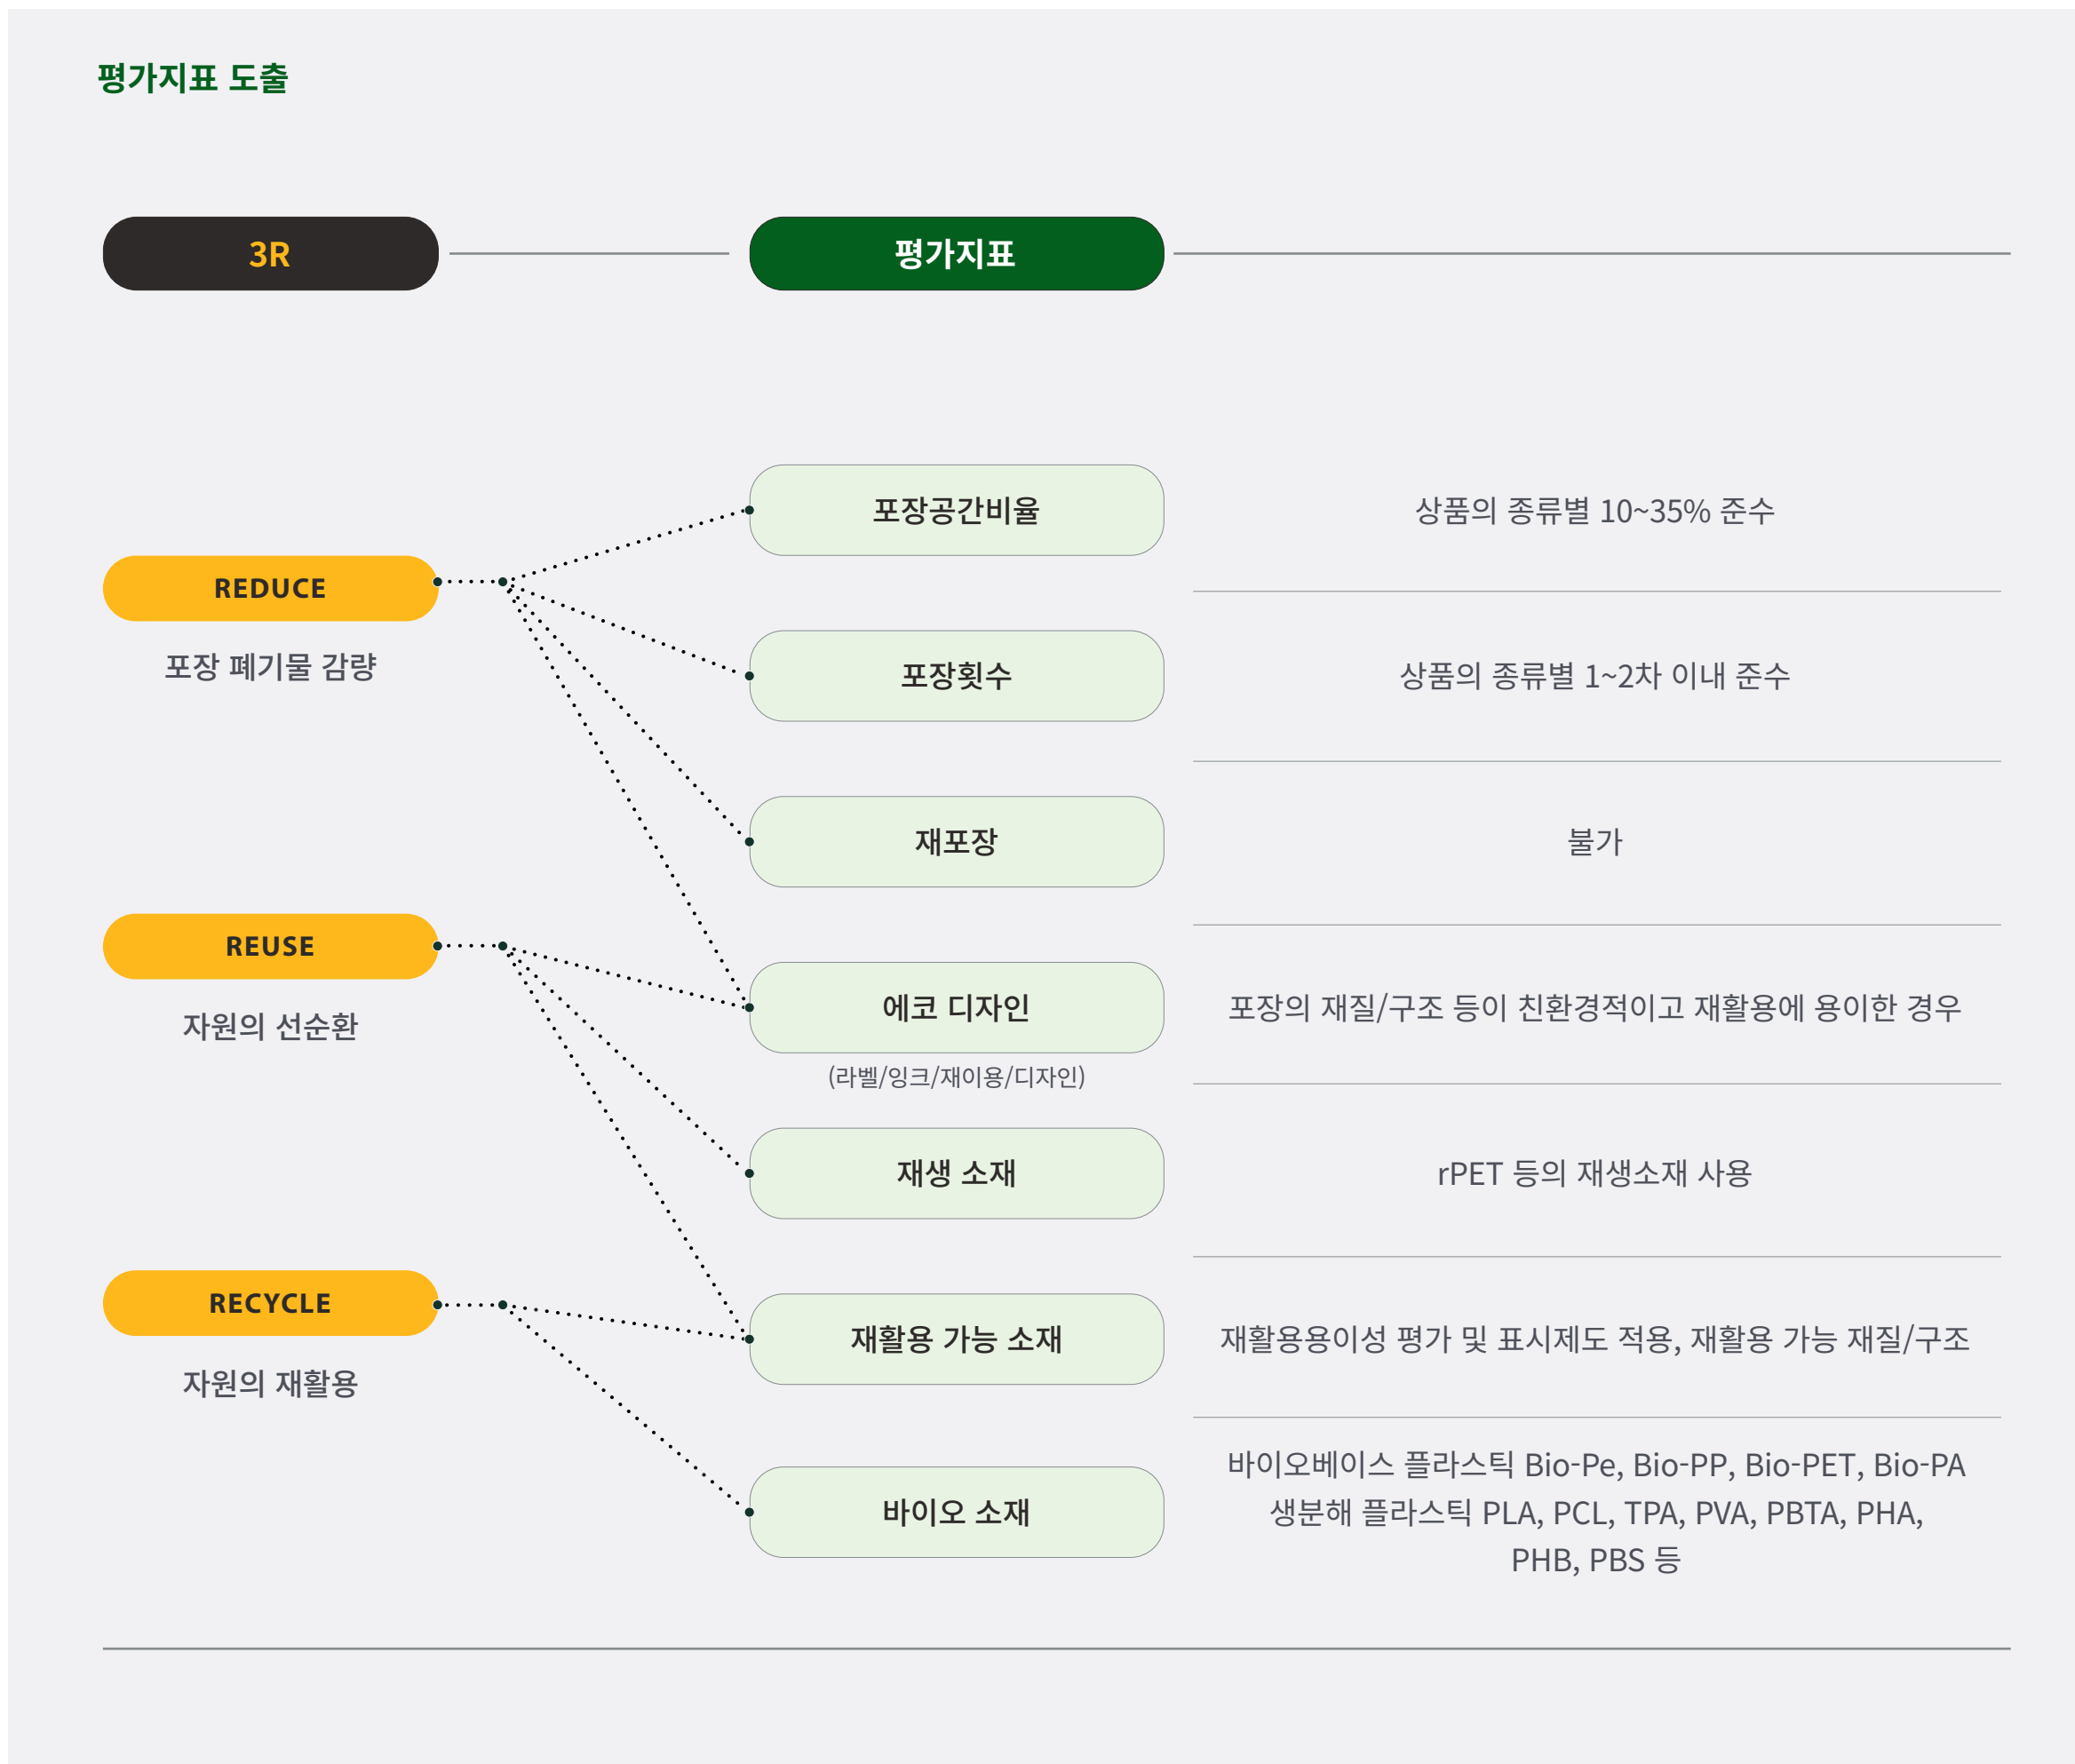 평가지표 도출
3R
평가지표
REDUCE
포장 폐기물 감량
REUSE
자원의 선순환
RECYCLE
자원의 재활용
포장공간비율
상품의 종류별 10~35% 준수
포장횟수
상품의 종류별 1~2차 이내 준수
재포장
불가
에코 디자인
(라벨/잉크/재이용/디자인)
포장의 재질/구조 등이 친환경적이고 재활용에 용이한 경우
재생 소재
rPET 등의 재생소재 사용
재활용 가능 소재
재활용용이성 평가 및 표시제도 적용, 재활용 가능 재질/구조
바이오 소재
바이오베이스 플라스틱 Bio-Pe, Bio-PP, Bio-PET, Bio-PA
생분해 플라스틱 PLA, PCL, TPA, PVA, PBTA, PHA,
PHB, PBS 등